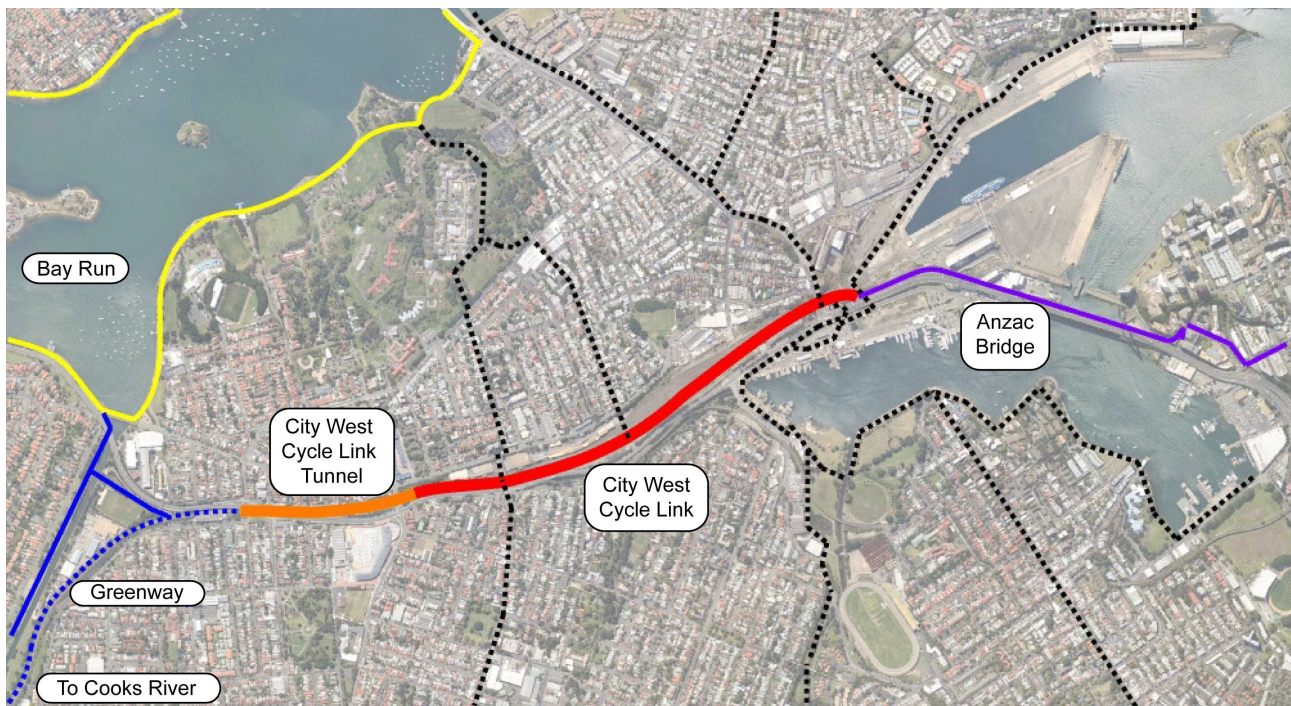 Bay Run
Anzac
Bridge
City West
Cycle Link
Tunnel
City West
Cycle Link
Greenway
To Cooks River